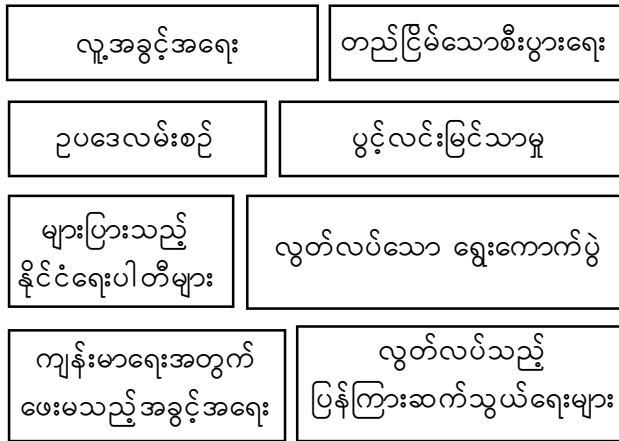 လူ့အခွင့်အရေး
တည်ငြိမ်သောစီးပွားရေး
ဥပဒေလမ်းစဉ်
ပွင့်လင်းမြင်သာမှု
များပြားသည့်
နိုင်ငံရေးပါတီများ
လွတ်လပ်သော ရွေးကောက်ပွဲ
ကျန်းမာရေးအတွက်
ဖေးမသည့်အခွင့်အရေး
လွတ်လပ်သည့်
ပြန်ကြားဆက်သွယ်ရေးများ